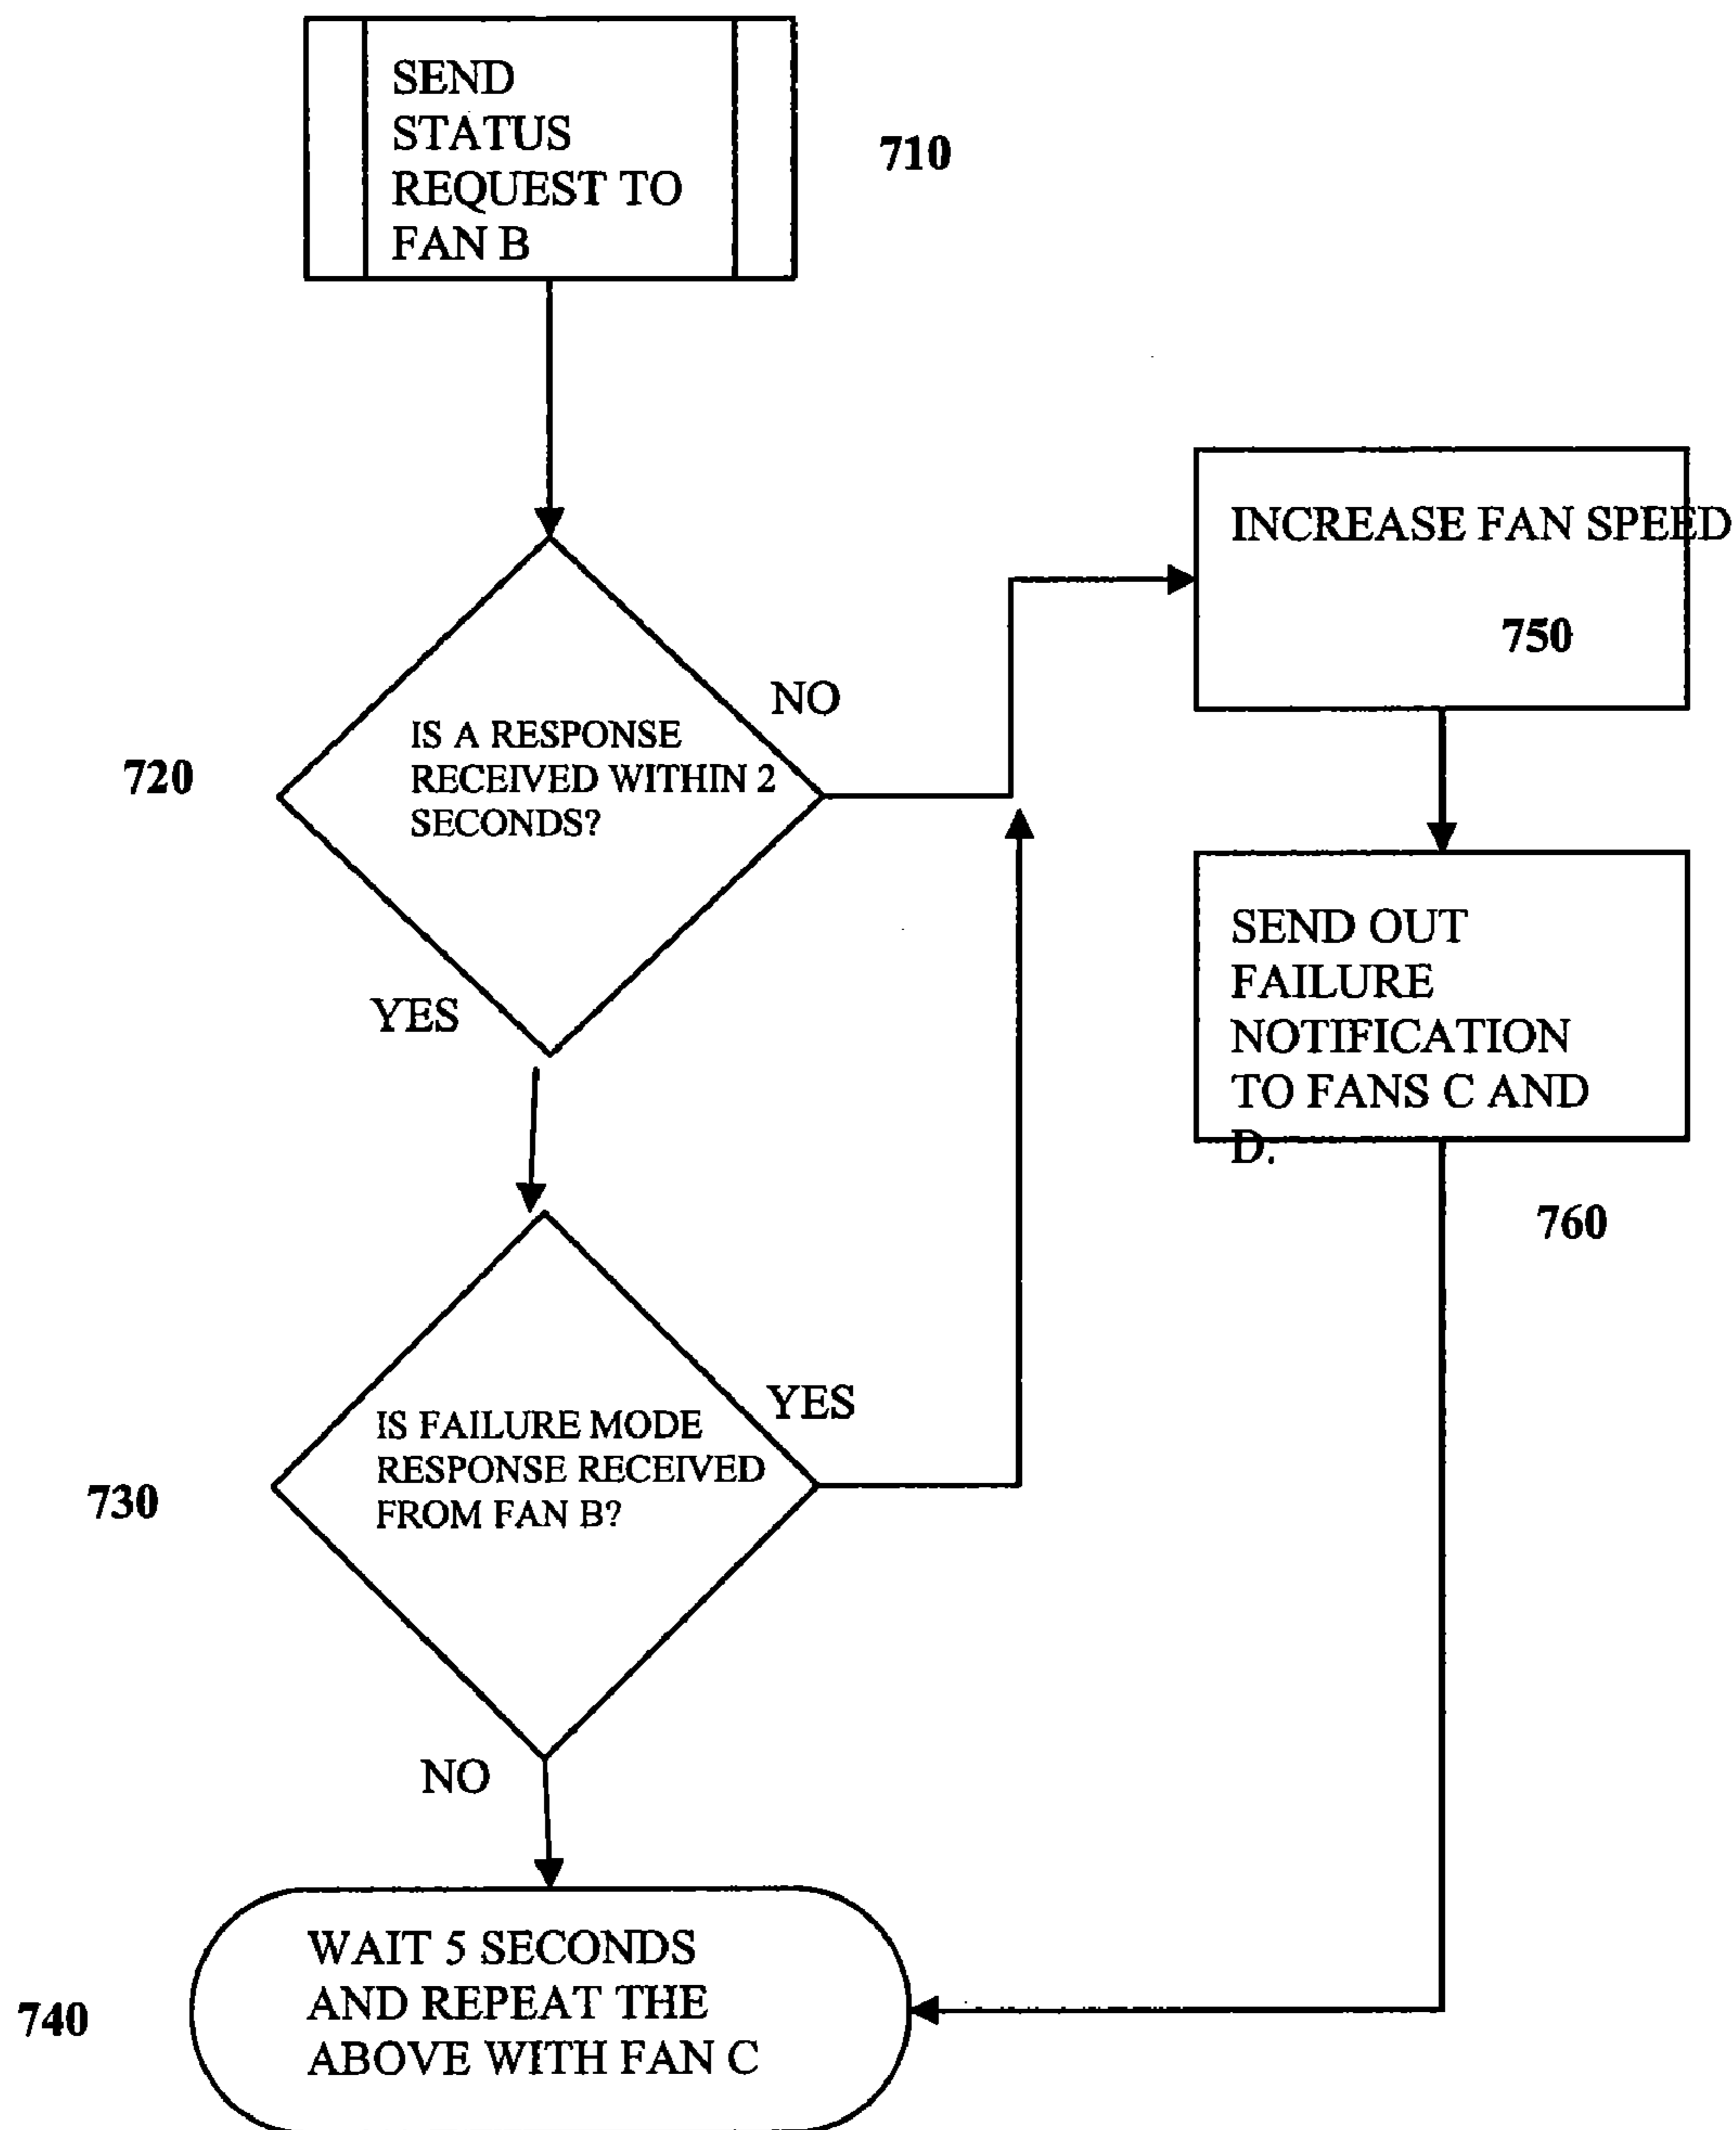 SEND
STATUS
REQUEST TO
FAN B
710
INCREASE FAN SPEED
750
NO
IS A RESPONSE
RECEIVED WITHIN 2
SECONDS?
720
YES
SEND OUT
FAILURE
NOTIFICATION
TO FANS C AND
D.
760
YES
IS FAILURE MODE
RESPONSE RECEIVED
FROM FAN B?
730
NO
WAIT 5 SECONDS
AND REPEAT THE
ABOVE WITH FAN C
740